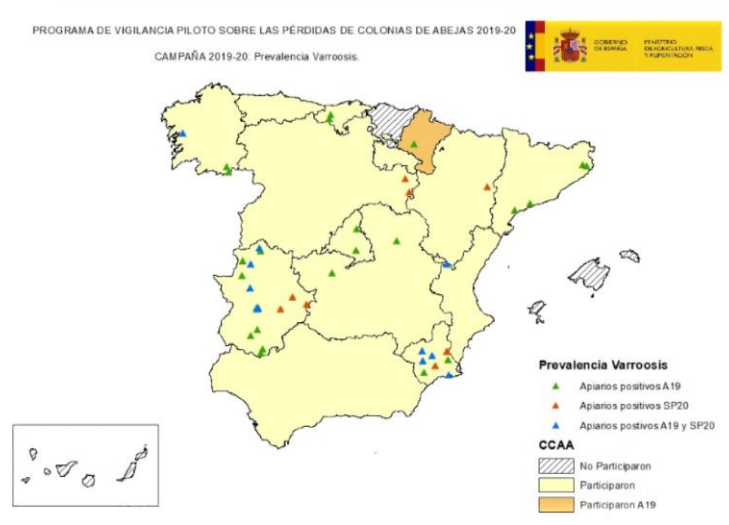 PROGRAMA DE VIGILANCIA PILOTO SOBRE LAS PÉRDIDAS DE COLONIAS DE ABEJAS 2019-20
CAMPAÑA 2019-20: Prevalencia Varroosis.
GOBIERNO
DE ESPAÑA
MINISTERIO
DE AGRICULTURA, PESCA
Y ALIMENTACIÓN
Prevalencia Varroosis
Apiarios positivos A19
Apiarios positivos SP20
Apiarios postivos A19 y SP20
CCAA
No Participaron
Participaron
Participaron A19